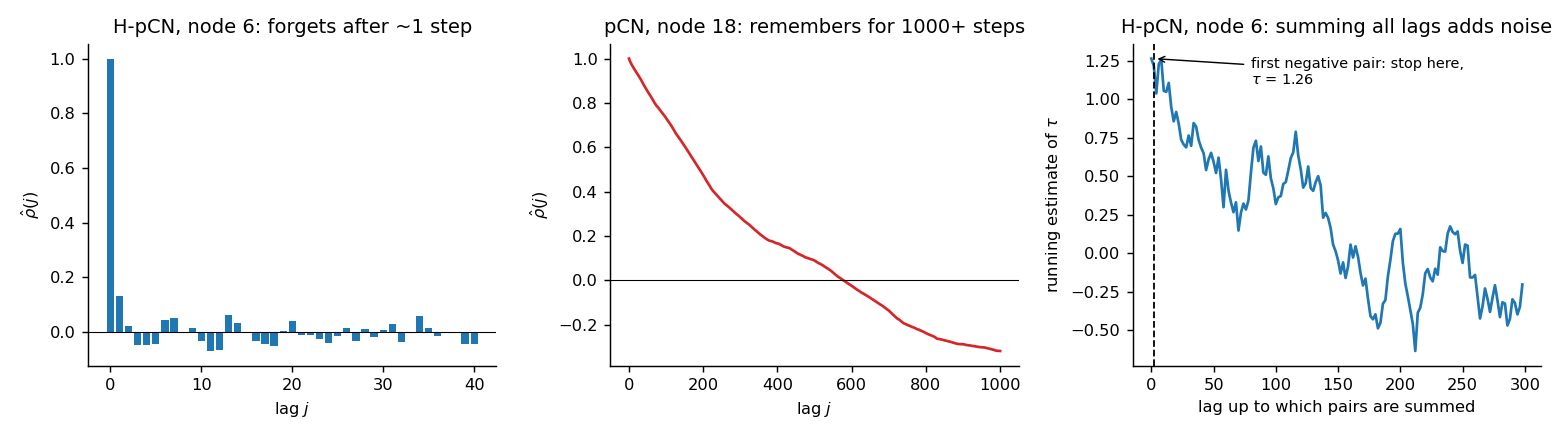 H-pCN, node 6: forgets after ~1 step
1.0
0.8
0.6
0.4
0.2
0.0
ρ̂(j)
0 10 20 30 40
lag j
pCN, node 18: remembers for 1000+ steps
1.0
0.8
0.6
0.4
0.2
0.0
−0.2
ρ̂(j)
0 200 400 600 800 1000
lag j
H-pCN, node 6: summing all lags adds noise
first negative pair: stop here,
τ = 1.26
1.25
1.00
0.75
0.50
0.25
0.00
−0.25
−0.50
running estimate of τ
0 50 100 150 200 250 300
lag up to which pairs are summed